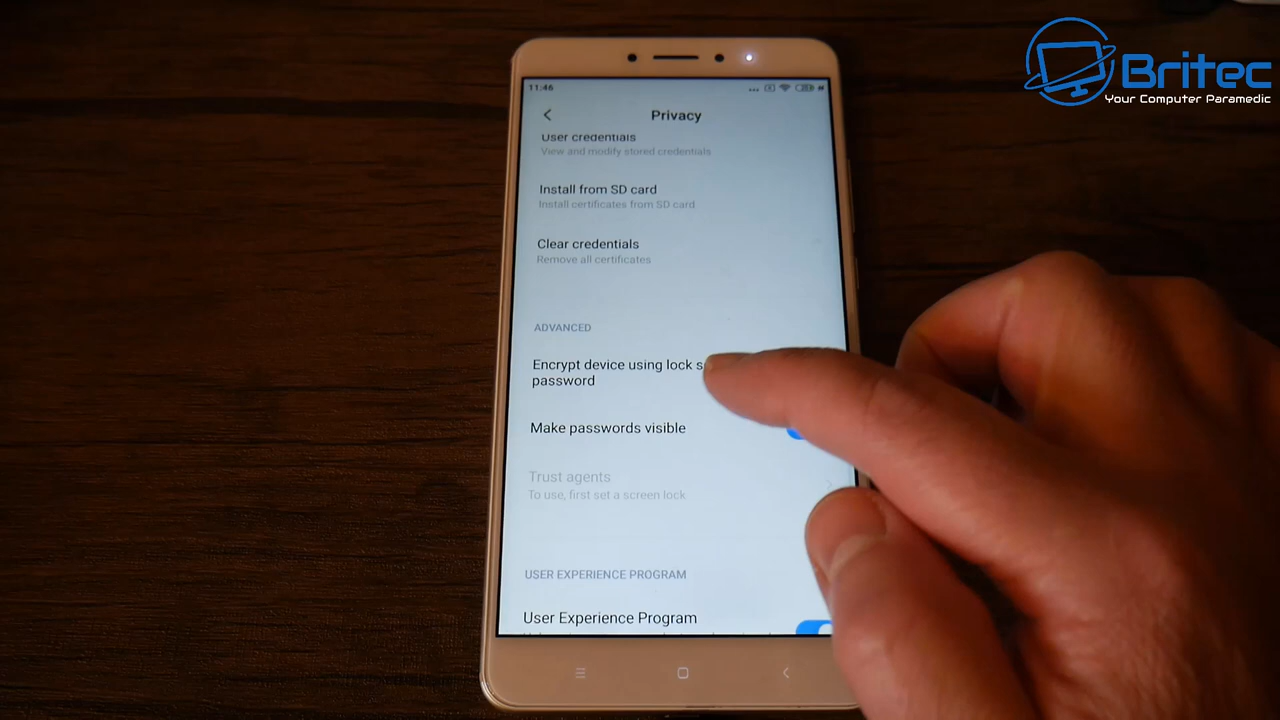 Britec
Your Computer Paramedic
11:46
Privacy
User credentials
View and modify stored credentials
Install from SD card
Install certificates from SD card
Clear credentials
Remove all certificates
ADVANCED
Encrypt device using lock s
password
Make passwords visible
Trust agents
To use, first set a screen lock
USER EXPERIENCE PROGRAM
User Experience Program